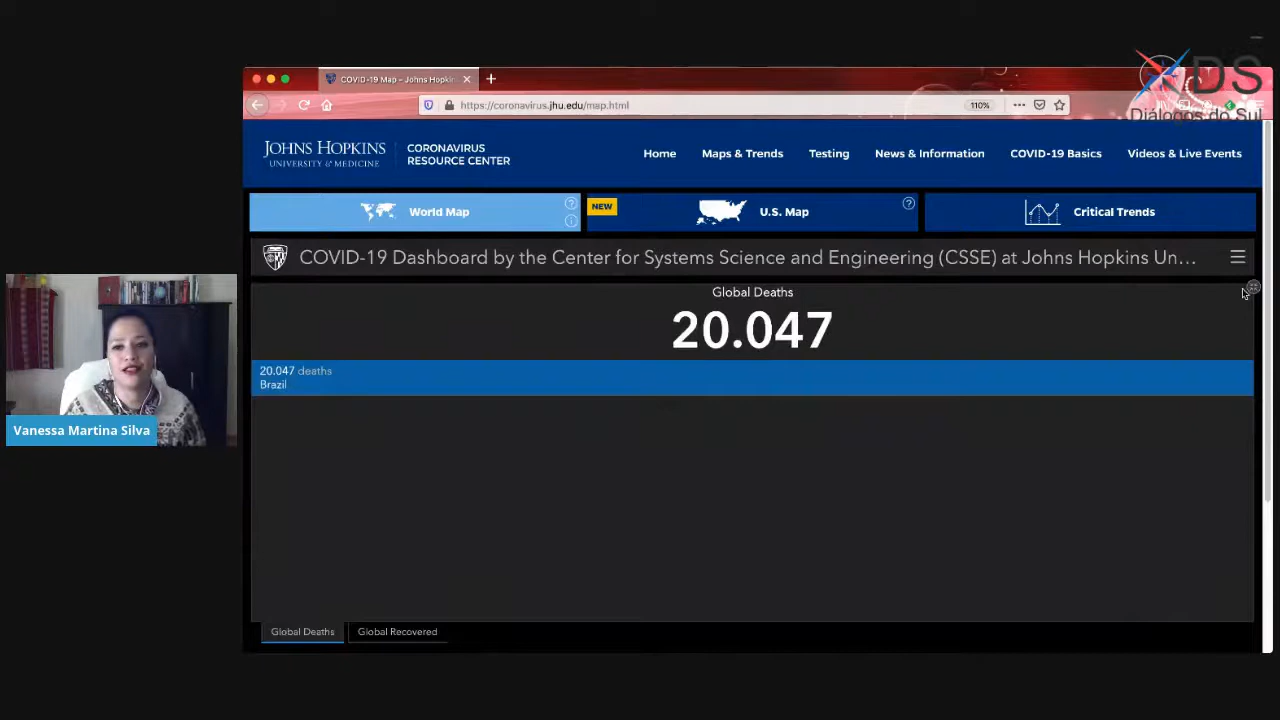 DS
Diálogos do Sul
COVID-19 Map - Johns Hopkin
https://coronavirus.jhu.edu/map.html
110%
JOHNS HOPKINS
UNIVERSITY & MEDICINE
CORONAVIRUS
RESOURCE CENTER
Home
Maps & Trends
Testing
News & Information
COVID-19 Basics
Videos & Live Events
World Map
NEW
U.S. Map
Critical Trends
COVID-19 Dashboard by the Center for Systems Science and Engineering (CSSE) at Johns Hopkins Un...
Global Deaths
20.047
20.047 deaths
Brazil
Vanessa Martina Silva
Global Deaths
Global Recovered